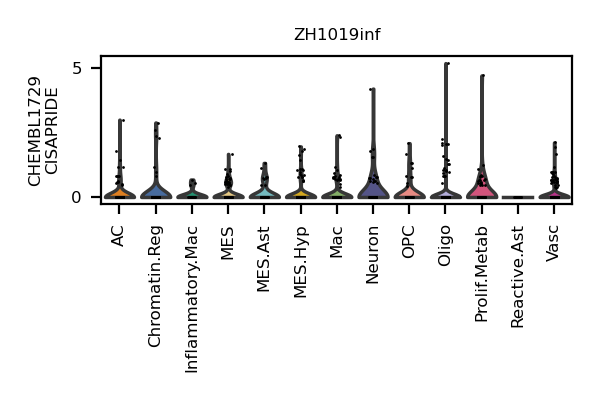 ZH1019inf
CHEMBL1729
CISAPRIDE
5
0
AC
Chromatin.Reg
Inflammatory.Mac
MES
MES.Ast
MES.Hyp
Mac
Neuron
OPC
Oligo
Prolif.Metab
Reactive.Ast
Vasc